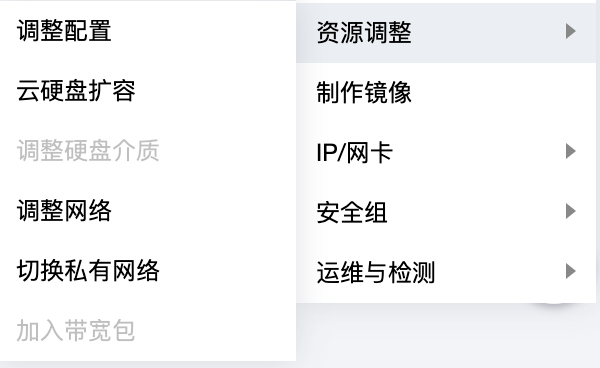 调整配置
云硬盘扩容
调整硬盘介质
调整网络
切换私有网络
加入带宽包
资源调整
制作镜像
IP/网卡
安全组
运维与检测